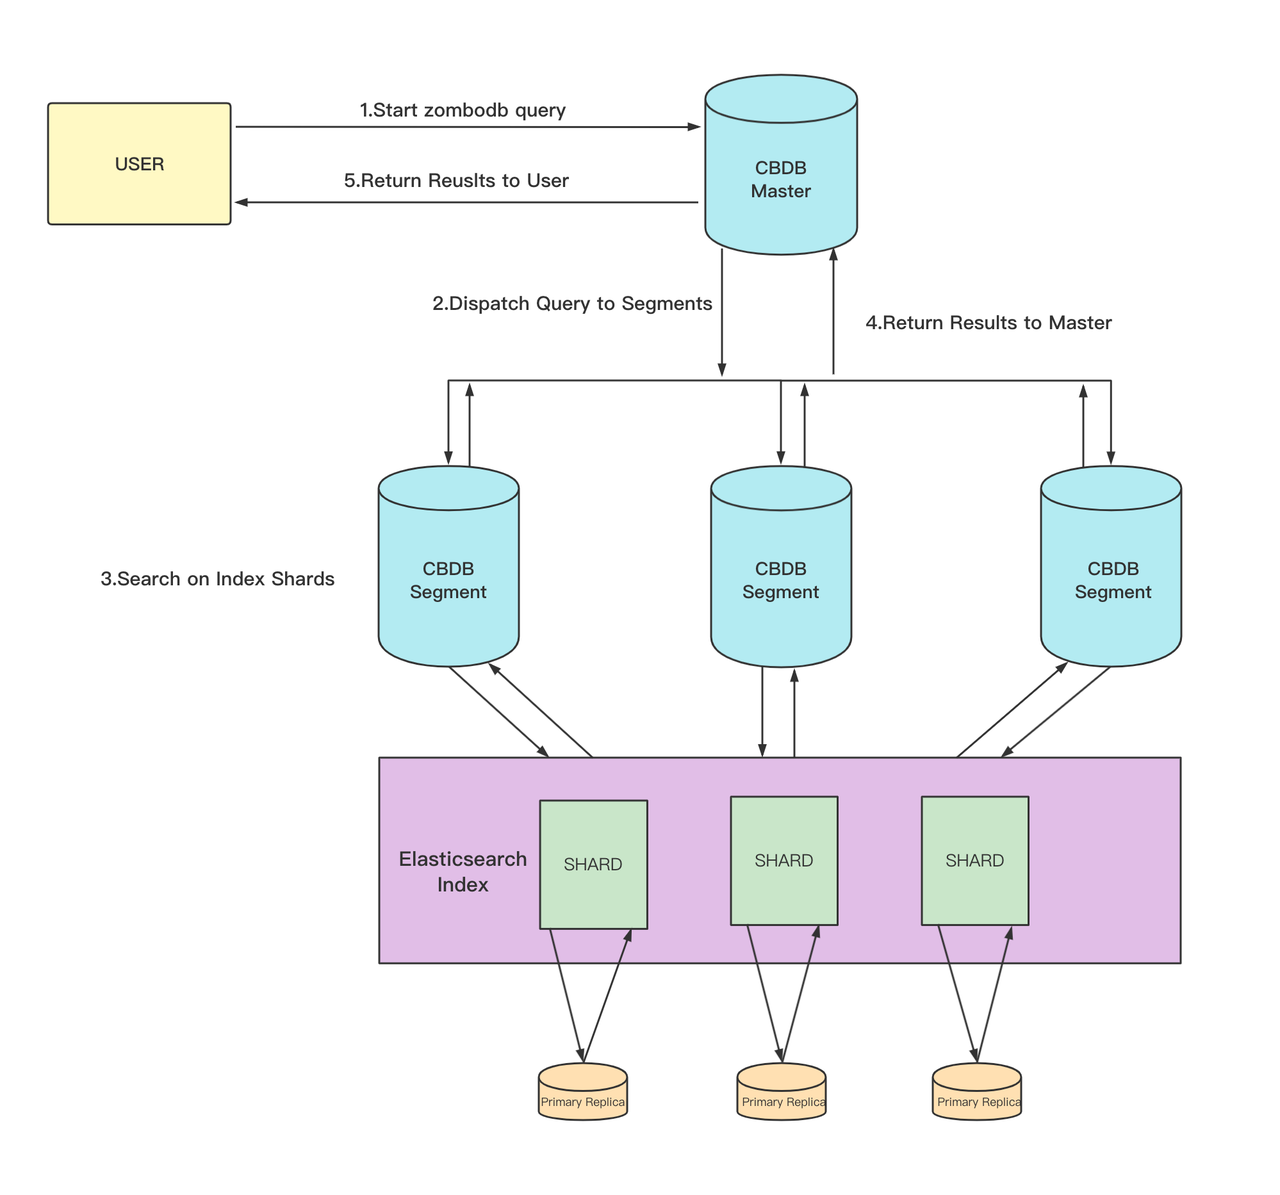 1.Start zombodb query
USER
CBDB
Master
5.Return Reuslts to User
2.Dispatch Query to Segments
4.Return Results to Master
3.Search on Index Shards
CBDB
Segment
CBDB
Segment
CBDB
Segment
Elasticsearch
Index
SHARD
SHARD
SHARD
Primary Replica
Primary Replica
Primary Replica